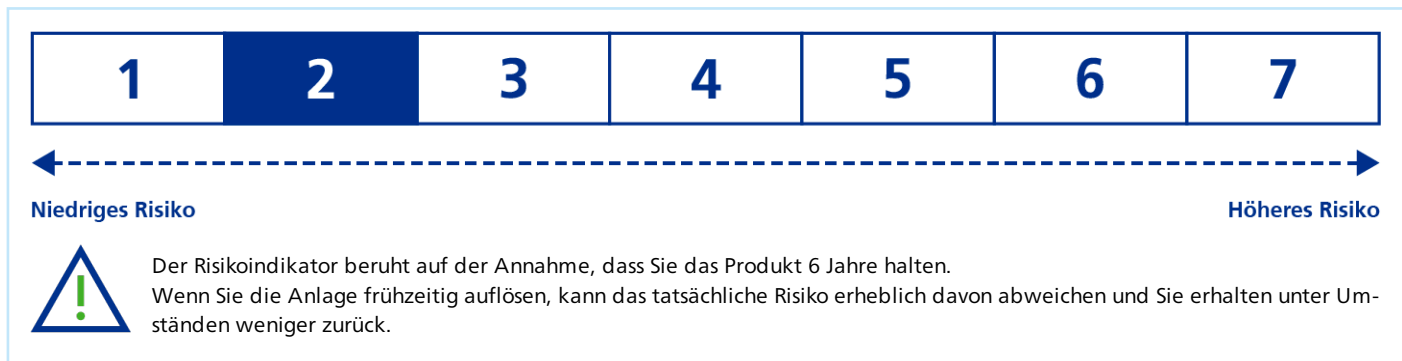 1 2 3 4 5 6 7
Niedriges Risiko Höheres Risiko
Der Risikoindikator beruht auf der Annahme, dass Sie das Produkt 6 Jahre halten.
Wenn Sie die Anlage frühzeitig auflösen, kann das tatsächliche Risiko erheblich davon abweichen und Sie erhalten unter Um-
ständen weniger zurück.